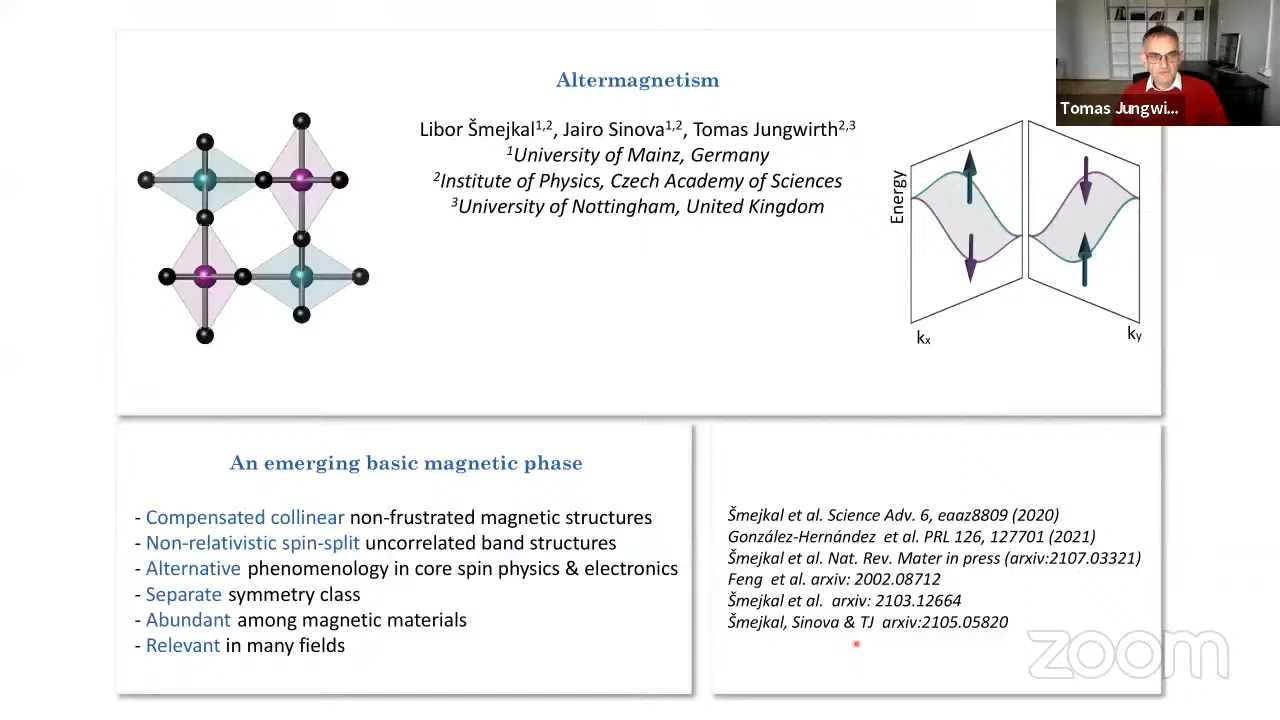 Altermagnetism
Libor Šmejkal1,2, Jairo Sinova1,2, Tomas Jungwirth2,3
1University of Mainz, Germany
2Institute of Physics, Czech Academy of Sciences
3University of Nottingham, United Kingdom
Tomas Jungwi...
Energy
kx
ky
An emerging basic magnetic phase
- Compensated collinear non-frustrated magnetic structures
- Non-relativistic spin-split uncorrelated band structures
- Alternative phenomenology in core spin physics & electronics
- Separate symmetry class
- Abundant among magnetic materials
- Relevant in many fields
Šmejkal et al. Science Adv. 6, eaaz8809 (2020)
González-Hernández et al. PRL 126, 127701 (2021)
Šmejkal et al. Nat. Rev. Mater in press (arxiv:2107.03321)
Feng et al. arxiv: 2002.08712
Šmejkal et al. arxiv: 2103.12664
Šmejkal, Sinova & TJ arxiv:2105.05820
zoom